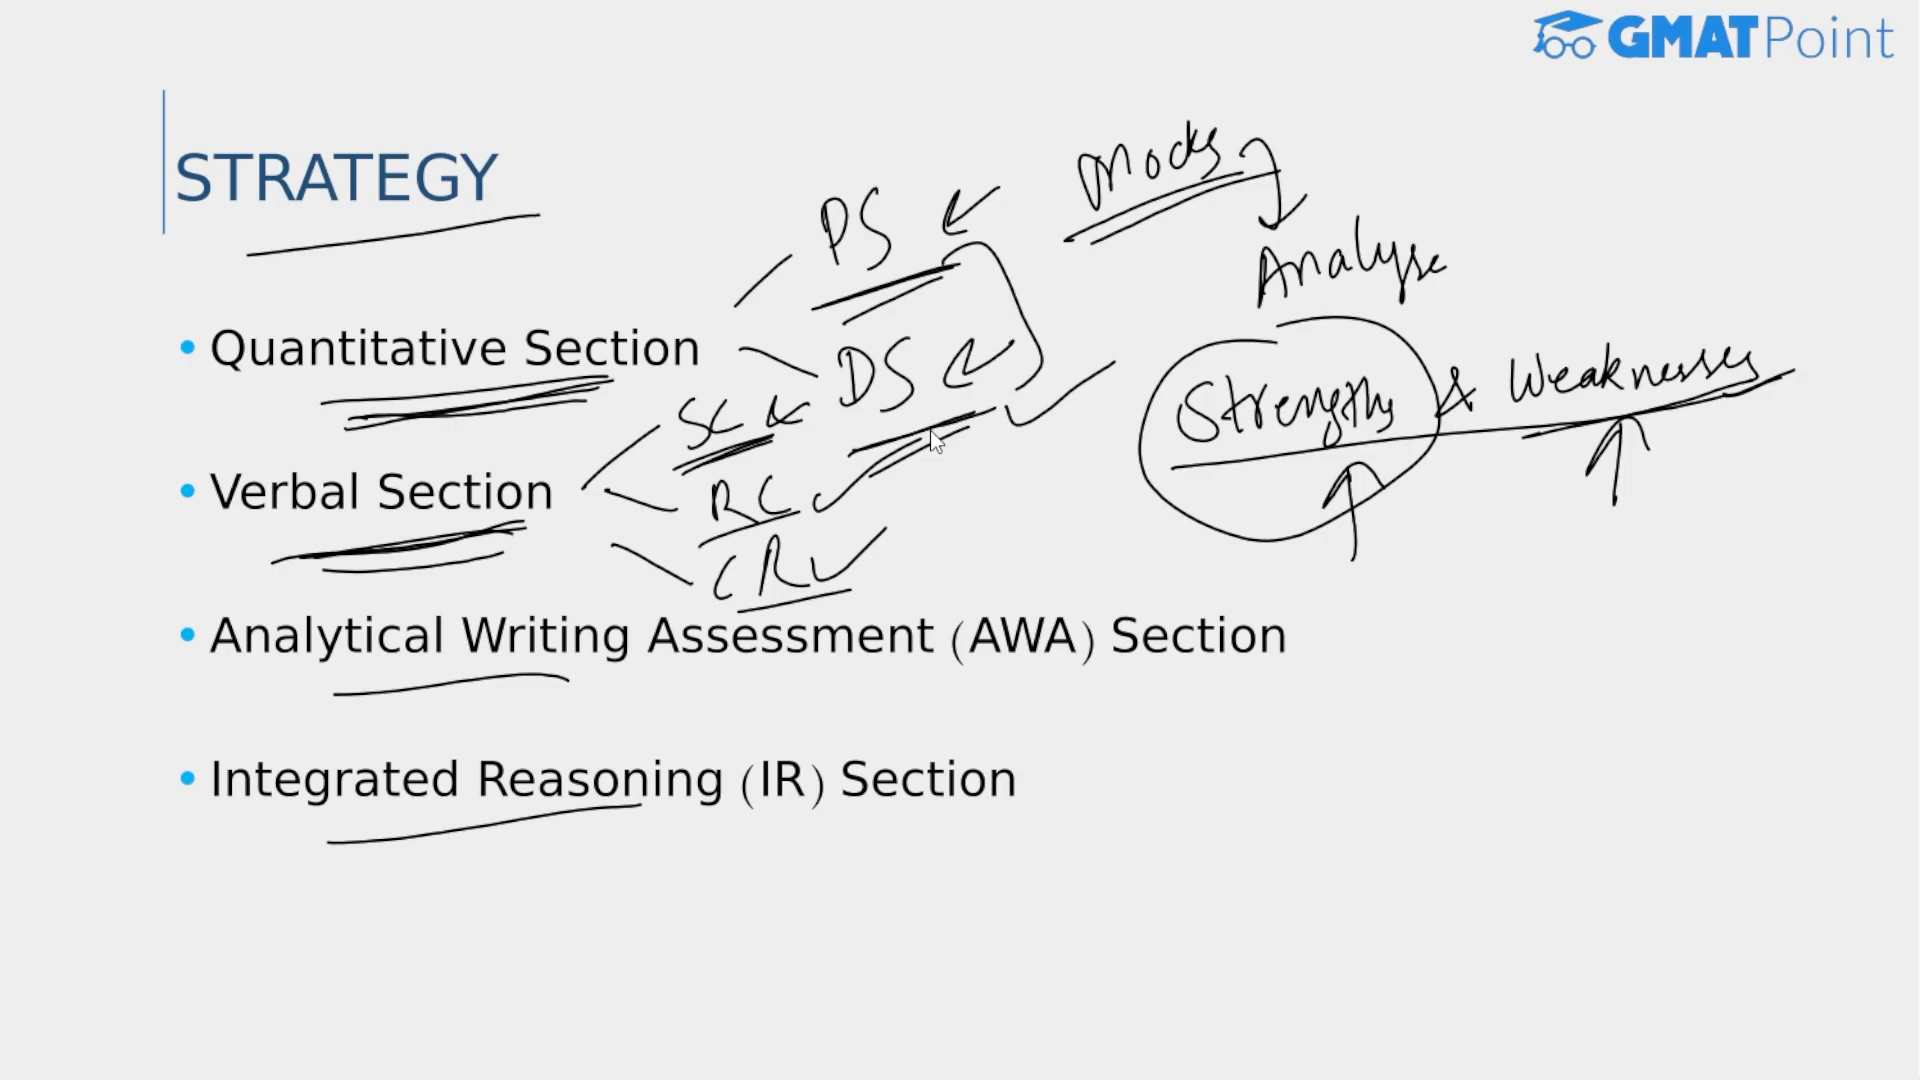 GMATPoint
STRATEGY
Mocks
PS
Analyse
• Quantitative Section
DS
Strengths & Weaknesses
SC
• Verbal Section
RC
CR
• Analytical Writing Assessment (AWA) Section
• Integrated Reasoning (IR) Section